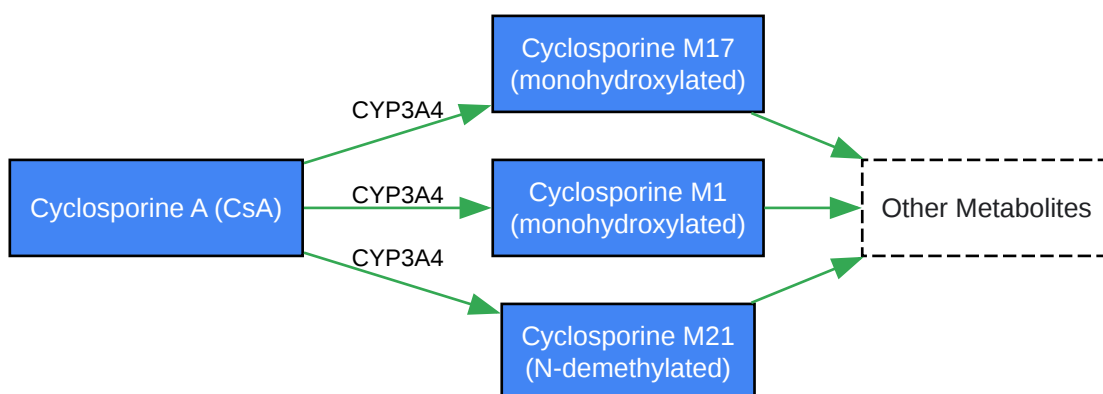 Cyclosporine M17
(monohydroxylated)
CYP3A4
Cyclosporine A (CsA)
CYP3A4
Cyclosporine M1
(monohydroxylated)
Other Metabolites
CYP3A4
Cyclosporine M21
(N-demethylated)